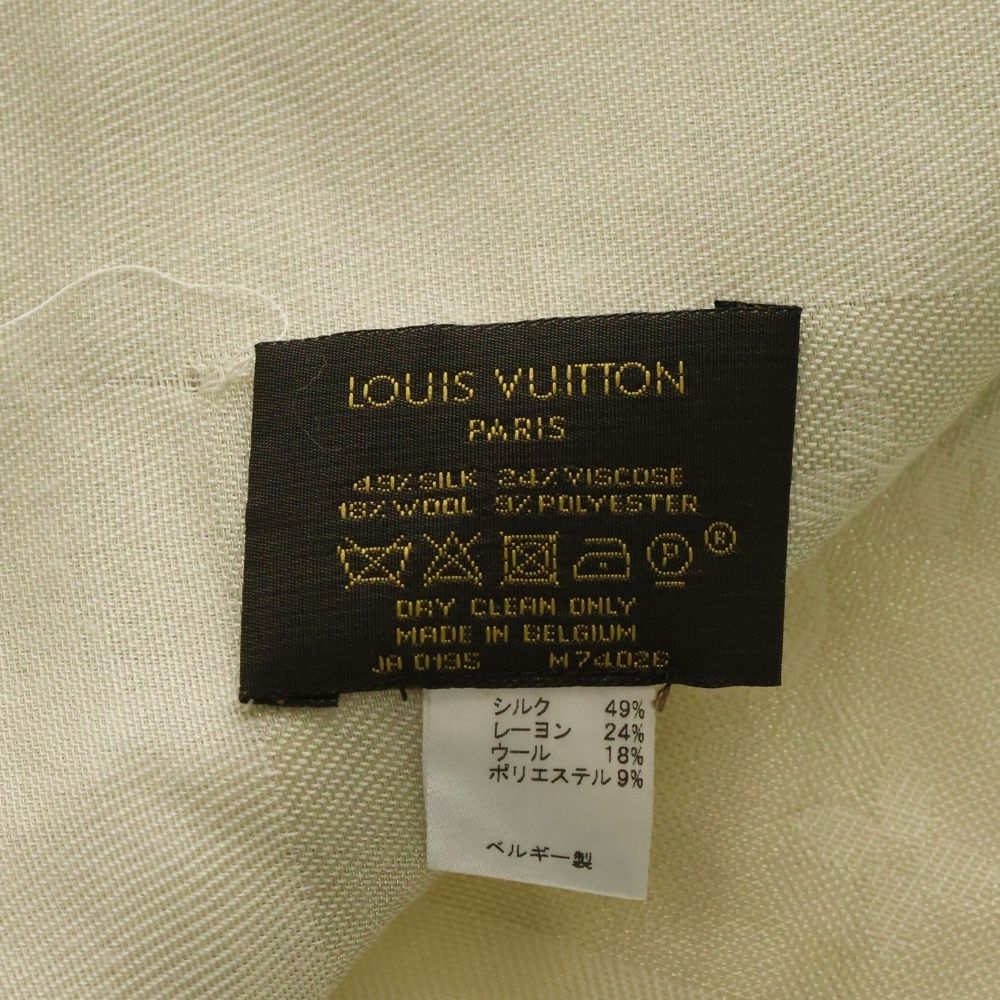 LOUIS VUITTON
PARIS
49% SILK 24% VISCOSE
18% WOOL 9% POLYESTER
P ®
DRY CLEAN ONLY
MADE IN BELGIUM
JA 0195 M 74026
シルク 49%
レーヨン 24%
ウール 18%
ポリエステル 9%
ベルギー製